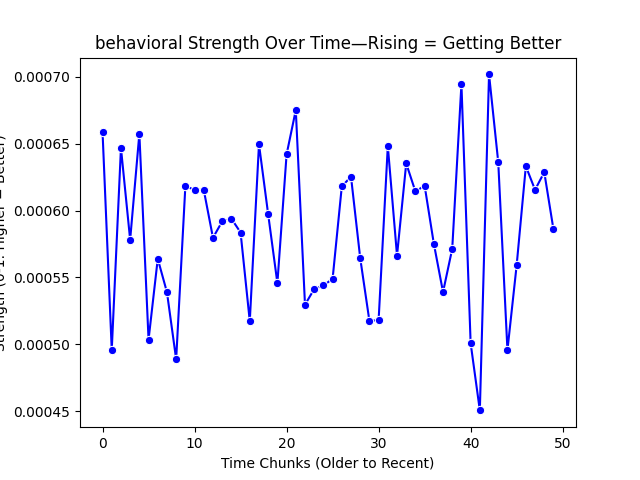 behavioral Strength Over Time—Rising = Getting Better
0.00070
0.00065
0.00060
0.00055
0.00050
0.00045
Strength (0-1: Higher = Better)
0 10 20 30 40 50
Time Chunks (Older to Recent)